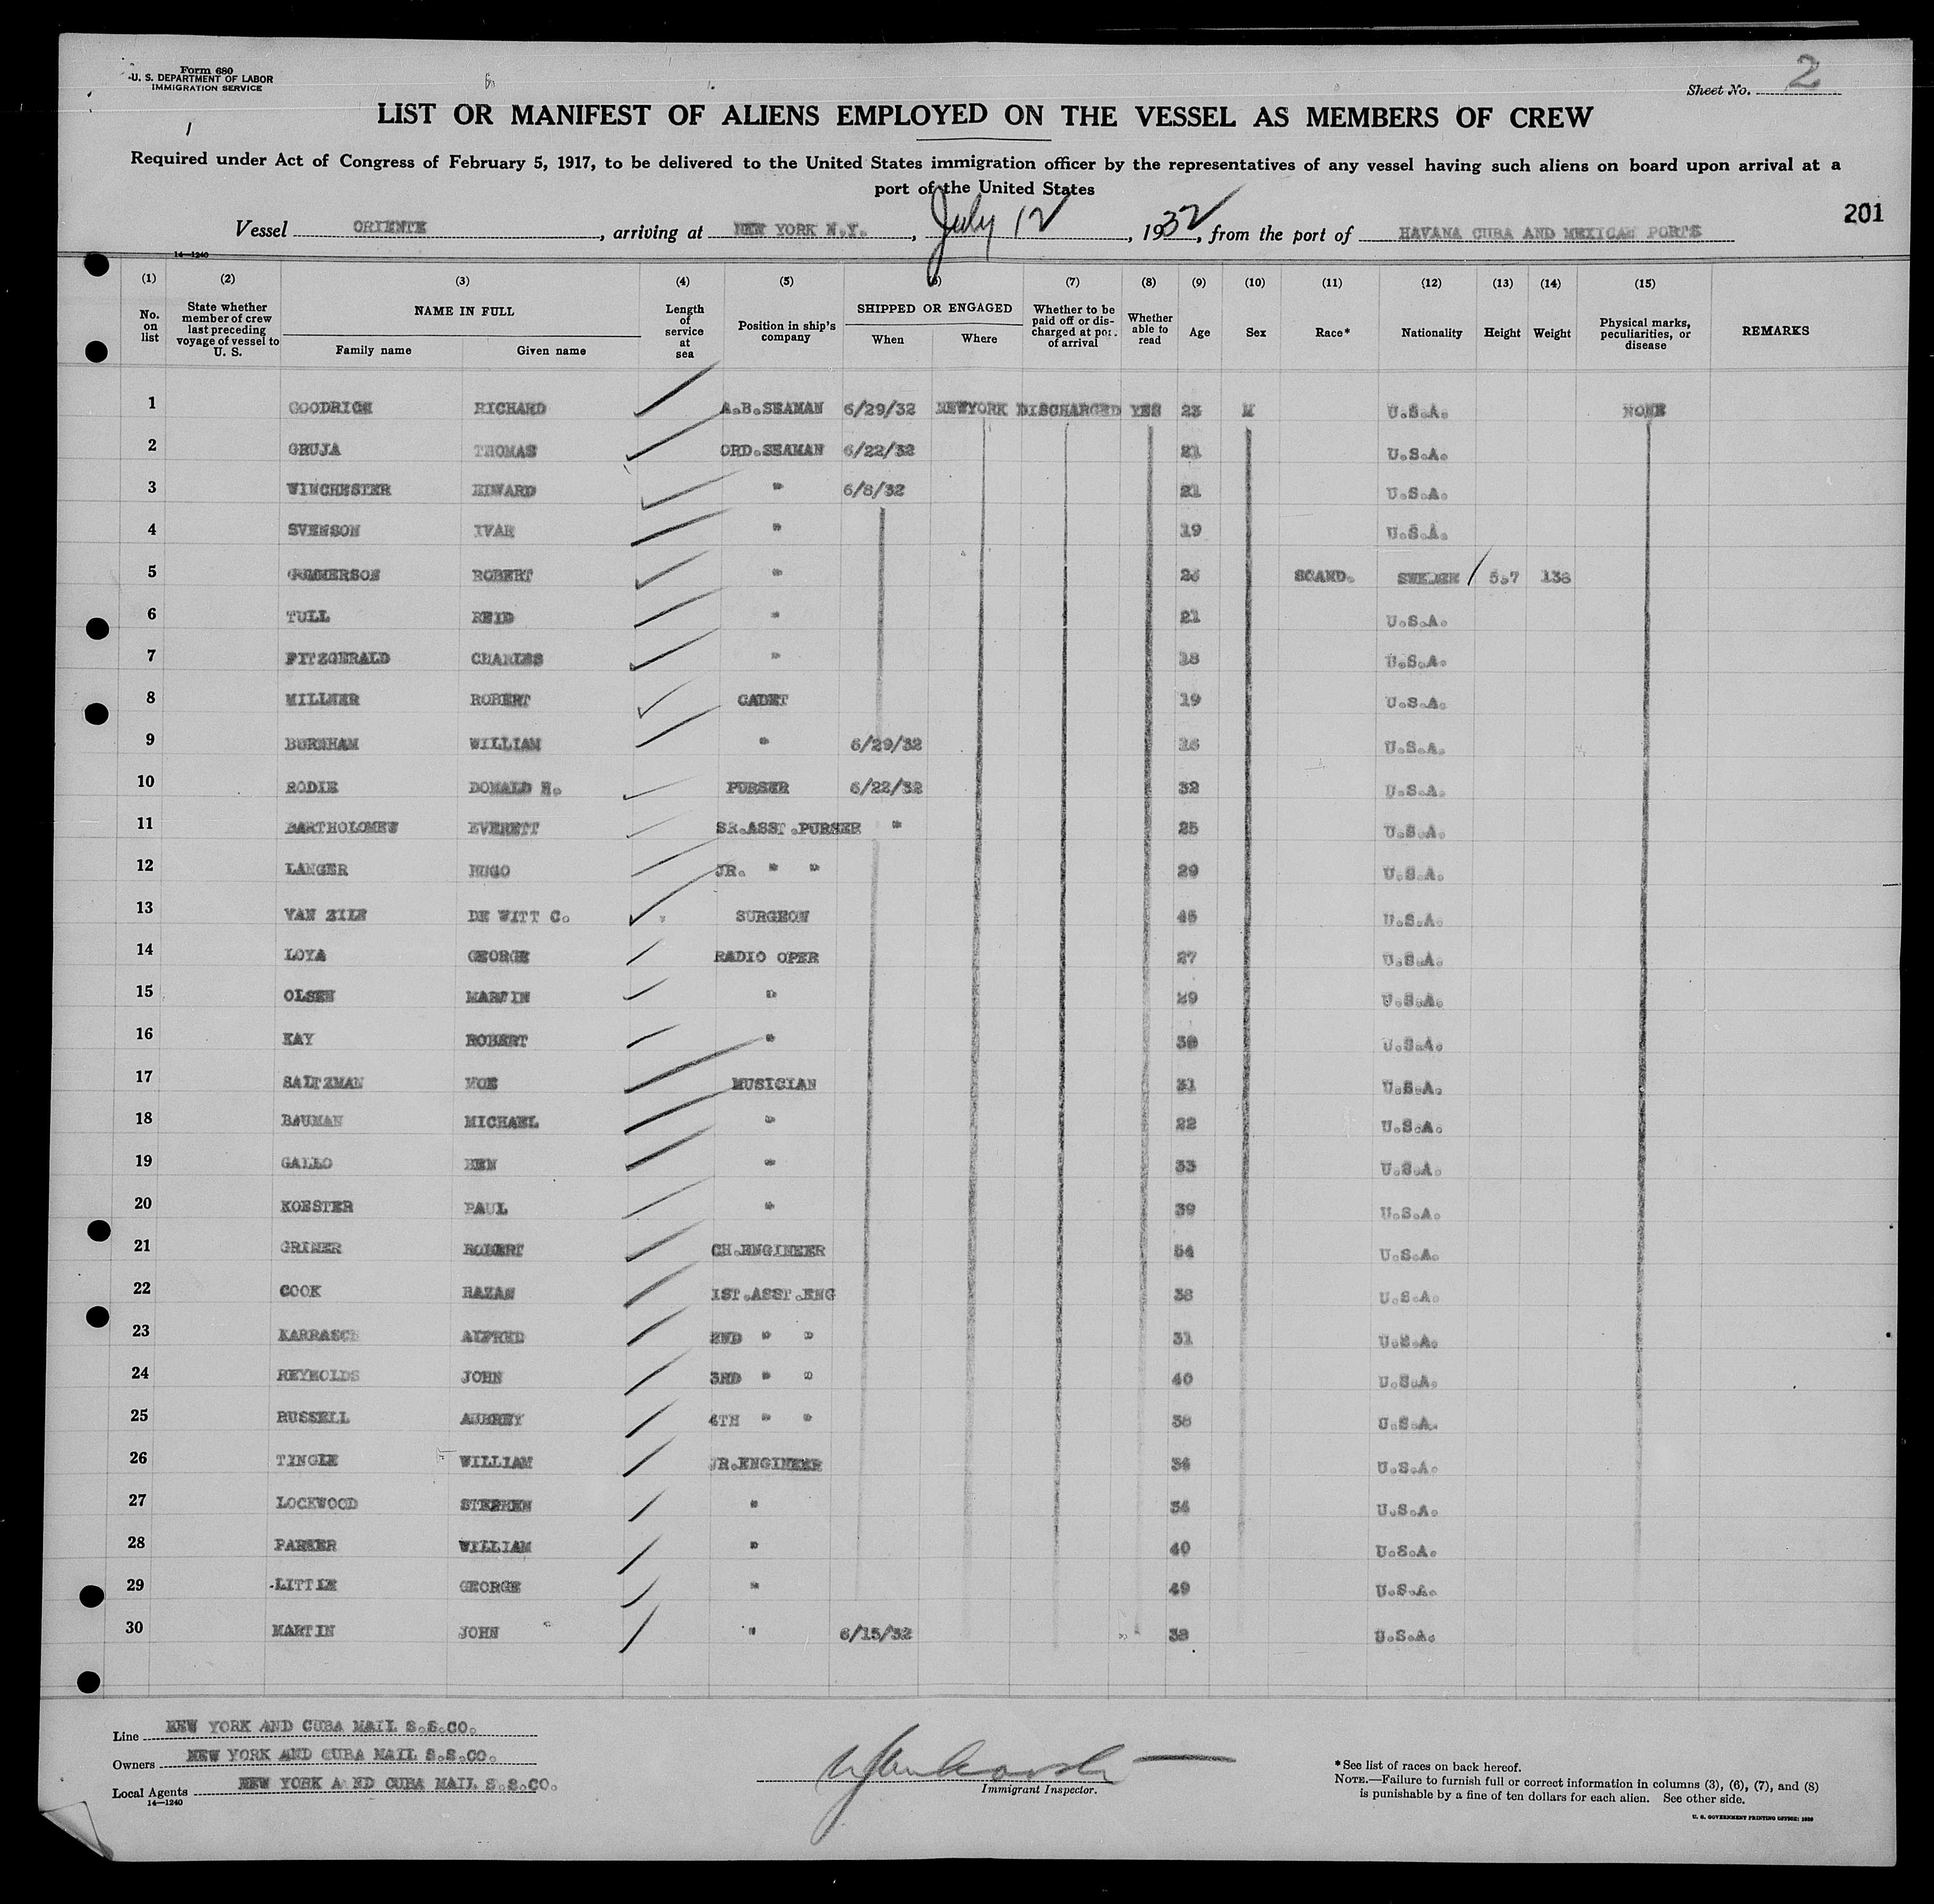 Form 680
U. S. DEPARTMENT OF LABOR
IMMIGRATION SERVICE
Sheet No. 2
LIST OR MANIFEST OF ALIENS EMPLOYED ON THE VESSEL AS MEMBERS OF CREW
Required under Act of Congress of February 5, 1917, to be delivered to the United States immigration officer by the representatives of any vessel having such aliens on board upon arrival at a
port of the United States
201
Vessel ORIENTE, arriving at NEW YORK N.Y., July 12, 1932, from the port of HAVANA CUBA AND MEXICAN PORTS
14—1240
(1) (2) (3) (4) (5) (6) (7) (8) (9) (10) (11) (12) (13) (14) (15)
No. on list State whether member of crew last preceding voyage of vessel to U. S. NAME IN FULL Family name Given name Length of service at sea Position in ship's company SHIPPED OR ENGAGED When Where Whether to be paid off or discharged at port of arrival Whether able to read Age Sex Race* Nationality Height Weight Physical marks, peculiarities, or disease REMARKS
1 GOODRICH RICHARD A.B.SEAMAN 6/29/32 NEWYORK DISCHARGED YES 23 M U.S.A. NONE
2 GRUJA THOMAS ORD.SEAMAN 6/22/32 21 U.S.A.
3 WINCHESTER EDWARD " 6/8/32 21 U.S.A.
4 SVENSON IVAR " 19 U.S.A.
5 ROBERT " SCAND. SWEDEN 5.7 138
6 TULL REID " 21 U.S.A.
7 FITZGERALD CHARLES " 18 U.S.A.
8 MILLNER ROBERT CADET 19 U.S.A.
9 BURNHAM WILLIAM " 6/29/32 U.S.A.
10 RODIE DONALD H. PURSER 6/22/32 32 U.S.A.
11 BARTHOLOMEW EVERETT SR.ASST.PURSER " 25 U.S.A.
12 LANGER HUGO JR. " " 29 U.S.A.
13 VAN ZILE DE WITT C. SURGEON 45 U.S.A.
14 LOYA GEORGE RADIO OPER 27 U.S.A.
15 OLSEN MARTIN " 29 U.S.A.
16 KAY ROBERT " U.S.A.
17 SALTZMAN MOE MUSICIAN 31 U.S.A.
18 BAUMAN MICHAEL " 22 U.S.A.
19 GALLO BEN " 33 U.S.A.
20 KOESTER PAUL " 39 U.S.A.
21 GRIMER ROBERT CH.ENGINEER 54 U.S.A.
22 COOK 1ST.ASST.ENG 38 U.S.A.
23 KARRASCH ALFRED 2ND " " 31 U.S.A.
24 REYNOLDS JOHN 3RD " " 40 U.S.A.
25 RUSSELL AUBREY 4TH " " 38 U.S.A.
26 TINGLE WILLIAM JR.ENGINEER 34 U.S.A.
27 LOCKWOOD STEPHEN " 34 U.S.A.
28 PARKER WILLIAM " 40 U.S.A.
29 LITTLE GEORGE " 49 U.S.A.
30 MARTIN JOHN " 6/15/32 " 38 U.S.A.
Line NEW YORK AND CUBA MAIL S.S.CO.
Owners NEW YORK AND CUBA MAIL S.S.CO.
Local Agents NEW YORK A ND CUBA MAIL S.S.CO.
14—1240
Immigrant Inspector.
*See list of races on back hereof.
NOTE.—Failure to furnish full or correct information in columns (3), (6), (7), and (8)
is punishable by a fine of ten dollars for each alien. See other side.
U. S. GOVERNMENT PRINTING OFFICE: